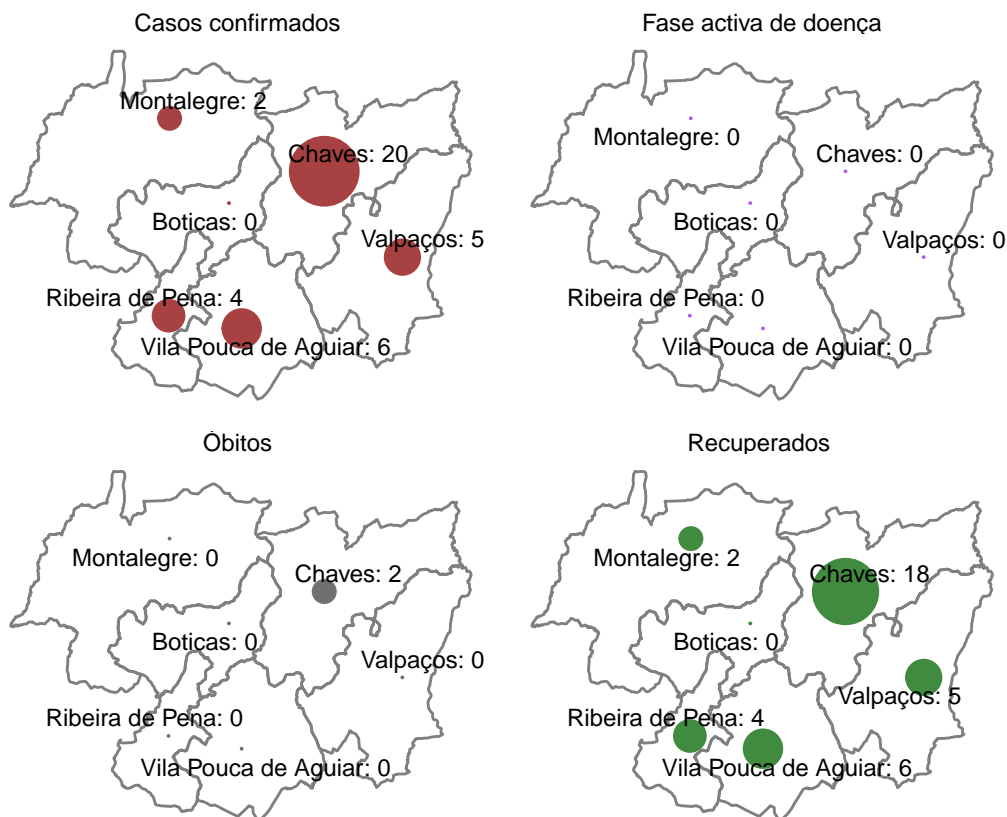 Casos confirmados
Montalegre: 2
Chaves: 20
Boticas: 0
Valpaços: 5
Ribeira de Pena: 4
Vila Pouca de Aguiar: 6
Fase activa de doença
Montalegre: 0
Chaves: 0
Boticas: 0
Valpaços: 0
Ribeira de Pena: 0
Vila Pouca de Aguiar: 0
Óbitos
Montalegre: 0
Chaves: 2
Boticas: 0
Valpaços: 0
Ribeira de Pena: 0
Vila Pouca de Aguiar: 0
Recuperados
Montalegre: 2
Chaves: 18
Boticas: 0
Valpaços: 5
Ribeira de Pena: 4
Vila Pouca de Aguiar: 6